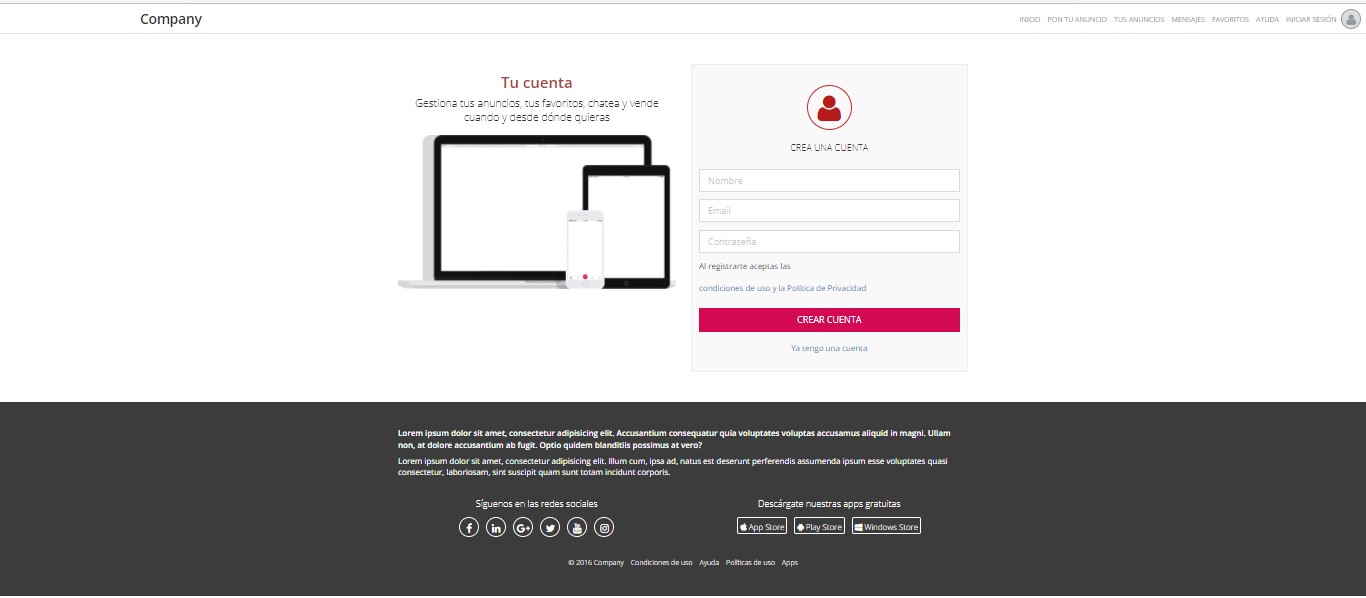 Company
INICIO PON TU ANUNCIO TUS ANUNCIOS MENSAJES FAVORITOS AYUDA INICIAR SESIÓN
Tu cuenta
Gestiona tus anuncios, tus favoritos, chatea y vende
cuando y desde dónde quieras
CREA UNA CUENTA
Nombre
Email
Contraseña
Al registrarte aceptas las
condiciones de uso y la Política de Privacidad
CREAR CUENTA
Ya tengo una cuenta
Lorem ipsum dolor sit amet, consectetur adipisicing elit. Accusantium consequatur quia voluptates voluptas accusamus aliquid in magni. Ullam
non, at dolore accusantium ab fugit. Optio quidem blanditiis possimus at vero?
Lorem ipsum dolor sit amet, consectetur adipisicing elit. Illum cum, ipsa ad, natus est deserunt perferendis assumenda ipsum esse voluptates quasi
consectetur, laboriosam, sint suscipit quam sunt totam incidunt corporis.
Síguenos en las redes sociales
Descárgate nuestras apps gratuitas
App Store Play Store Windows Store
© 2016 Company Condiciones de uso Ayuda Políticas de uso Apps